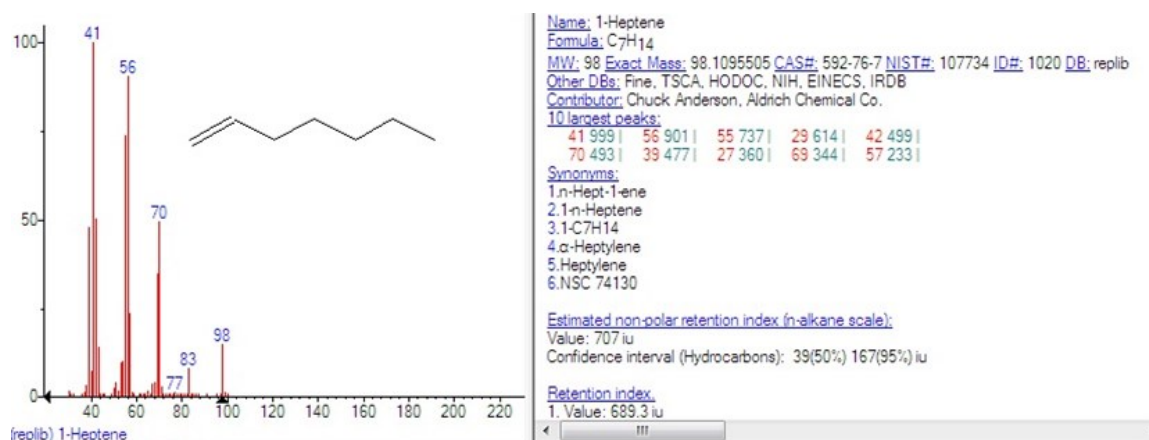 100
50
0
41
56
70
77
83
98
40 60 80 100 120 140 160 180 200 220
(replib) 1-Heptene
Name: 1-Heptene
Formula: C7H14
MW: 98 Exact Mass: 98.1095505 CAS#: 592-76-7 NIST#: 107734 ID#: 1020 DB: replib
Other DBs: Fine, TSCA, HODOC, NIH, EINECS, IRDB
Contributor: Chuck Anderson, Aldrich Chemical Co.
10 largest peaks:
41 999 | 56 901 | 55 737 | 29 614 | 42 499 |
70 493 | 39 477 | 27 360 | 69 344 | 57 233 |
Synonyms:
1.n-Hept-1-ene
2.1-n-Heptene
3.1-C7H14
4.α-Heptylene
5.Heptylene
6.NSC 74130
Estimated non-polar retention index (n-alkane scale):
Value: 707 iu
Confidence interval (Hydrocarbons): 39(50%) 167(95%) iu
Retention index.
1. Value: 689.3 iu